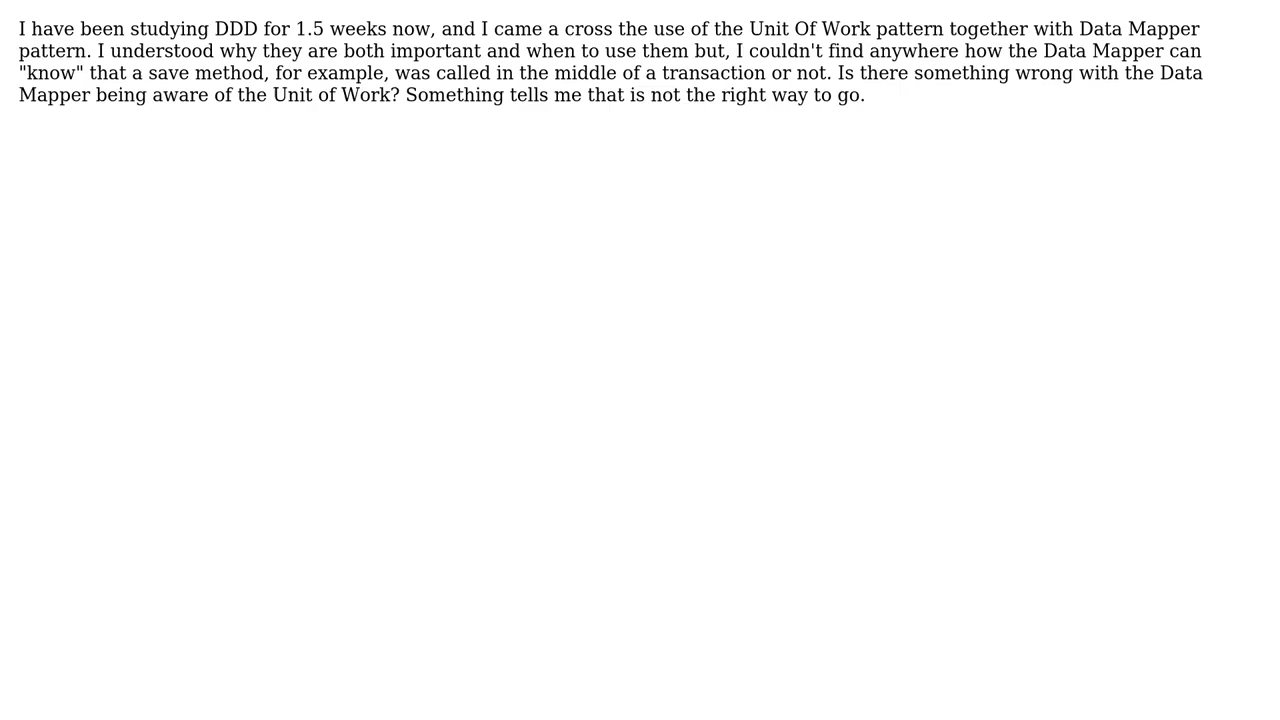 I have been studying DDD for 1.5 weeks now, and I came a cross the use of the Unit Of Work pattern together with Data Mapper
pattern. I understood why they are both important and when to use them but, I couldn't find anywhere how the Data Mapper can
"know" that a save method, for example, was called in the middle of a transaction or not. Is there something wrong with the Data
Mapper being aware of the Unit of Work? Something tells me that is not the right way to go.